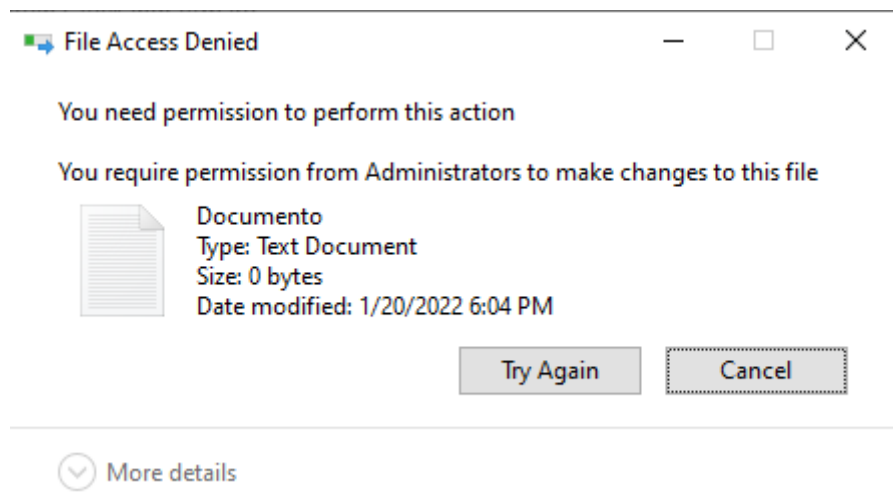 File Access Denied
You need permission to perform this action
You require permission from Administrators to make changes to this file
Documento
Type: Text Document
Size: 0 bytes
Date modified: 1/20/2022 6:04 PM
Try Again
Cancel
More details